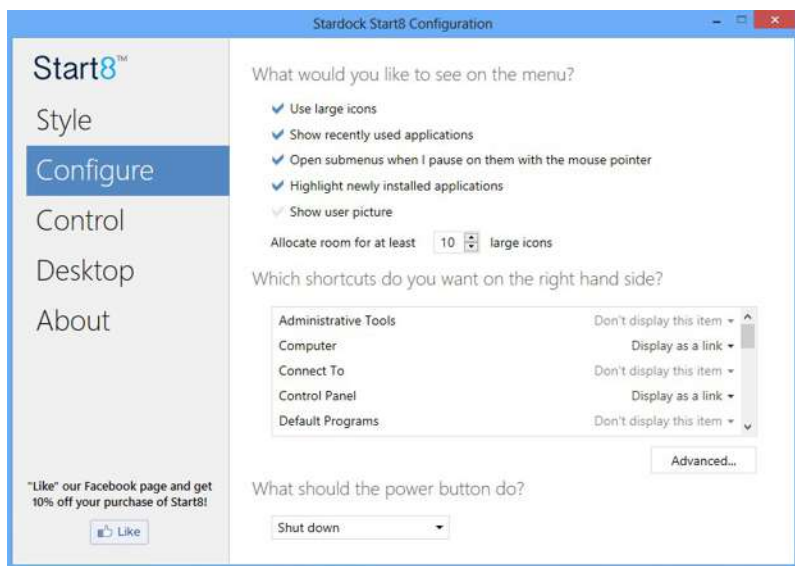 Stardock Start8 Configuration
Start8™
Style
Configure
Control
Desktop
About
"Like" our Facebook page and get
10% off your purchase of Start8!
Like
What would you like to see on the menu?
Use large icons
Show recently used applications
Open submenus when I pause on them with the mouse pointer
Highlight newly installed applications
Show user picture
Allocate room for at least 10 large icons
Which shortcuts do you want on the right hand side?
Administrative Tools Don't display this item
Computer Display as a link
Connect To Don't display this item
Control Panel Display as a link
Default Programs Don't display this item
Advanced...
What should the power button do?
Shut down